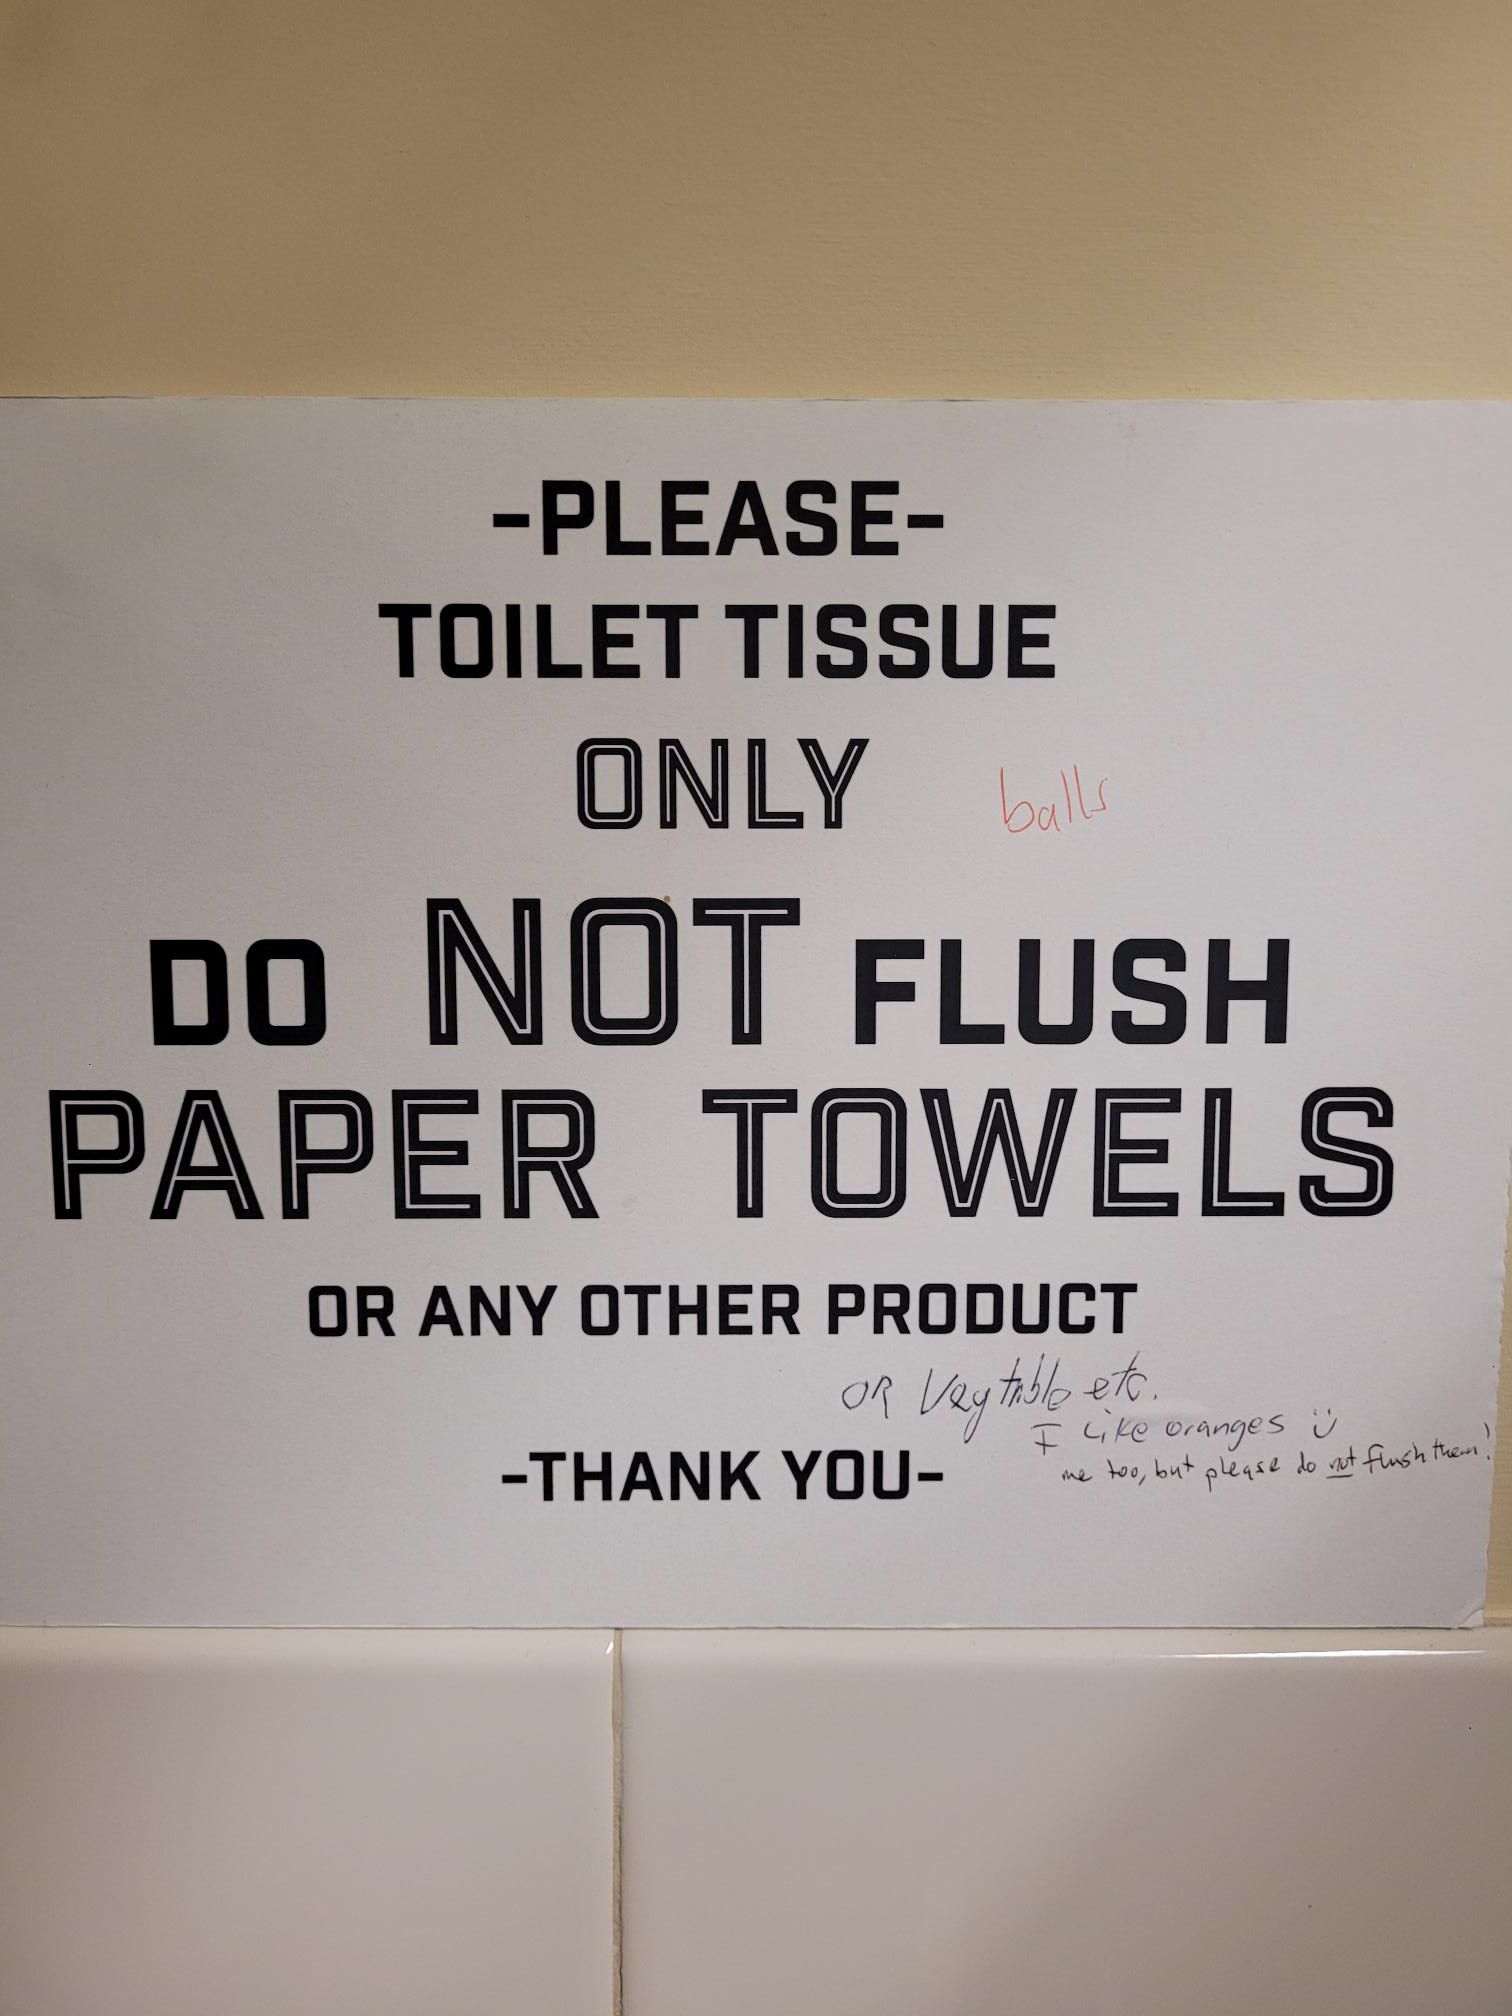 -PLEASE-
TOILET TISSUE
ONLY
balls
DO NOT FLUSH
PAPER TOWELS
OR ANY OTHER PRODUCT
OR Vegtable etc.
I Like oranges :)
-THANK YOU-
me too, but please do not flush them!